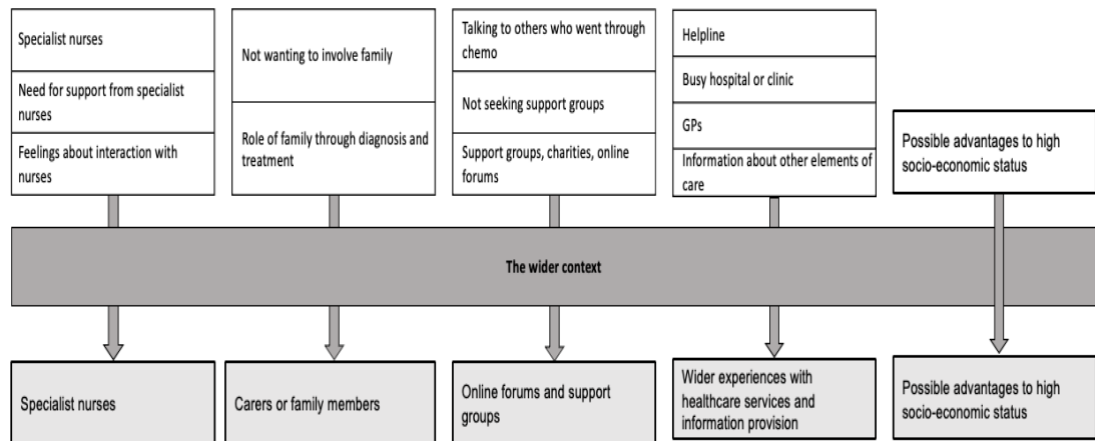 Specialist nurses
Need for support from specialist
nurses
Feelings about interaction with
nurses
Not wanting to involve family
Role of family through diagnosis and
treatment
Talking to others who went through
chemo
Not seeking support groups
Support groups, charities, online
forums
Helpline
Busy hospital or clinic
GPs
Information about other elements of
care
Possible advantages to high
socio-economic status
The wider context
Specialist nurses
Carers or family members
Online forums and support
groups
Wider experiences with
healthcare services and
information provision
Possible advantages to high
socio-economic status